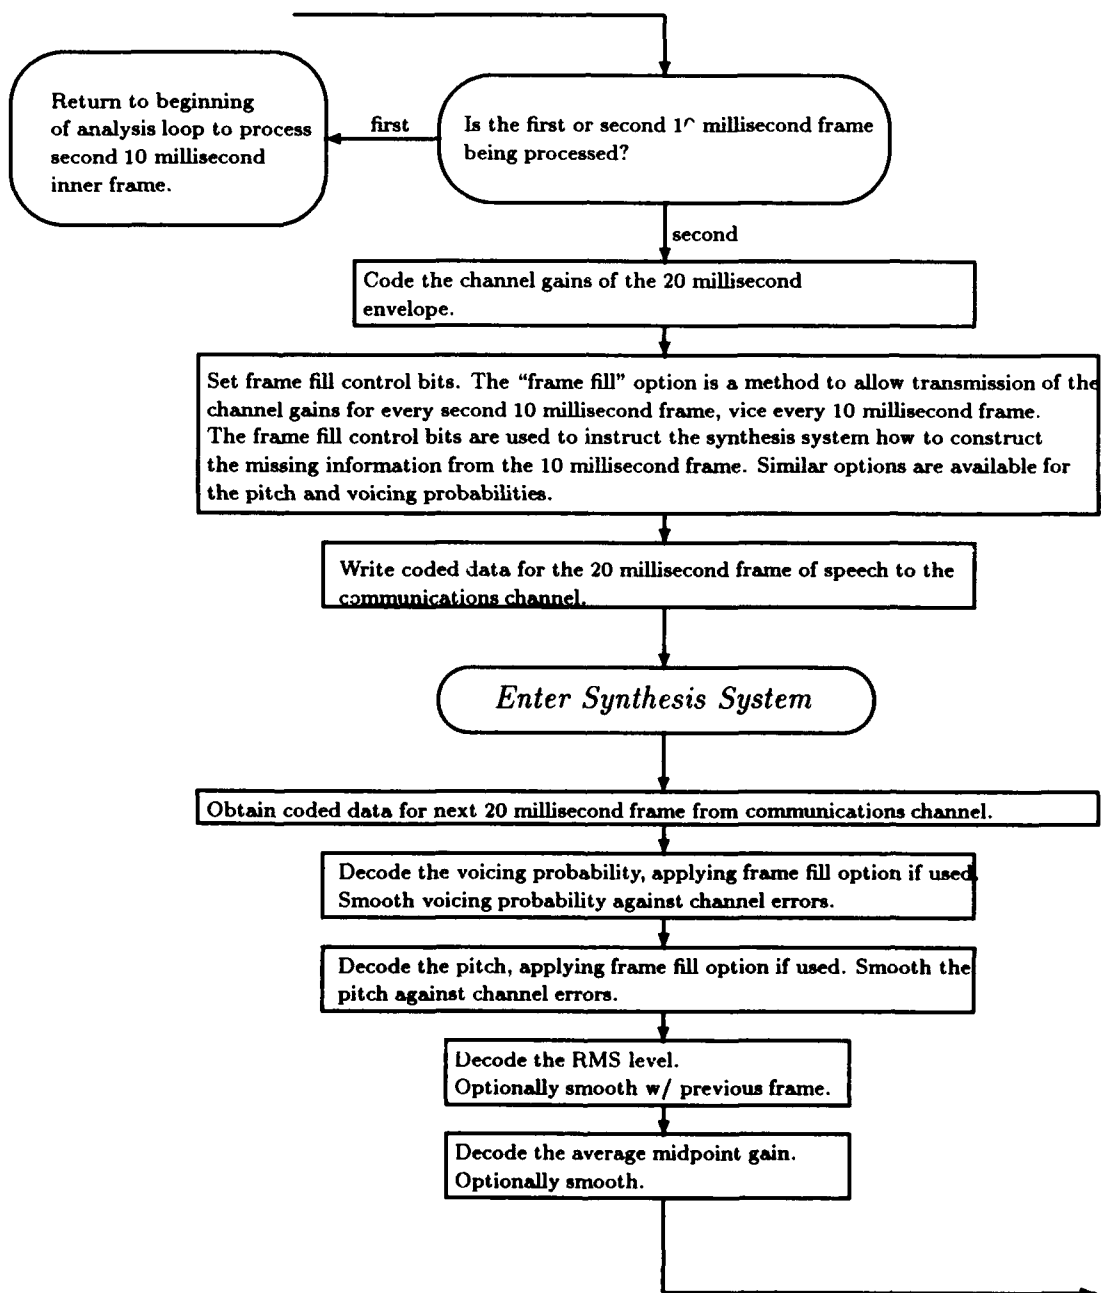 Return to beginning
of analysis loop to process
second 10 millisecond
inner frame.
first
Is the first or second 10 millisecond frame
being processed?
second
Code the channel gains of the 20 millisecond
envelope.
Set frame fill control bits. The “frame fill” option is a method to allow transmission of the
channel gains for every second 10 millisecond frame, vice every 10 millisecond frame.
The frame fill control bits are used to instruct the synthesis system how to construct
the missing information from the 10 millisecond frame. Similar options are available for
the pitch and voicing probabilities.
Write coded data for the 20 millisecond frame of speech to the
communications channel.
Enter Synthesis System
Obtain coded data for next 20 millisecond frame from communications channel.
Decode the voicing probability, applying frame fill option if used.
Smooth voicing probability against channel errors.
Decode the pitch, applying frame fill option if used. Smooth the
pitch against channel errors.
Decode the RMS level.
Optionally smooth w/ previous frame.
Decode the average midpoint gain.
Optionally smooth.